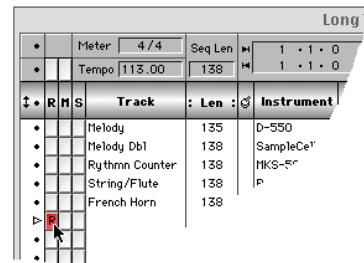 Long
Meter 4/4 Seq Len 1 · 1 · 0
Tempo 113.00 138 1 · 1 · 0
R M S Track : Len : Instrument
Melody 135 D-550
Melody Dbl 138
Rythmn Counter 138
String/Flute 138
French Horn 138
R